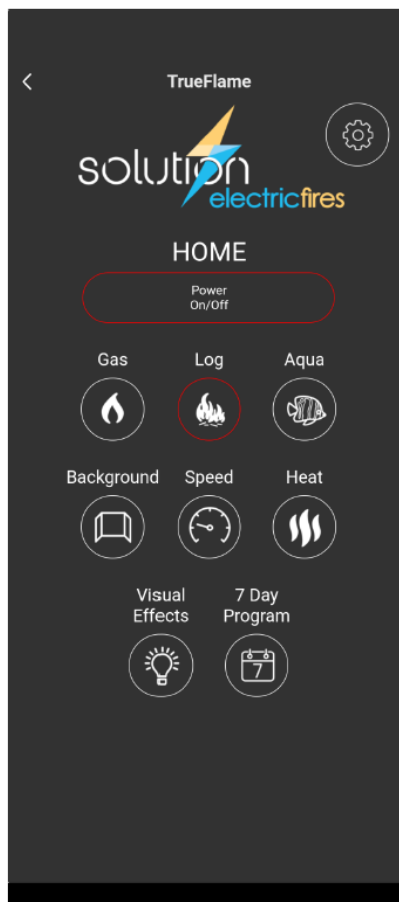 TrueFlame
solution
electricfires
HOME
Power
On/Off
Gas
Log
Aqua
Background
Speed
Heat
Visual
Effects
7 Day
Program
7